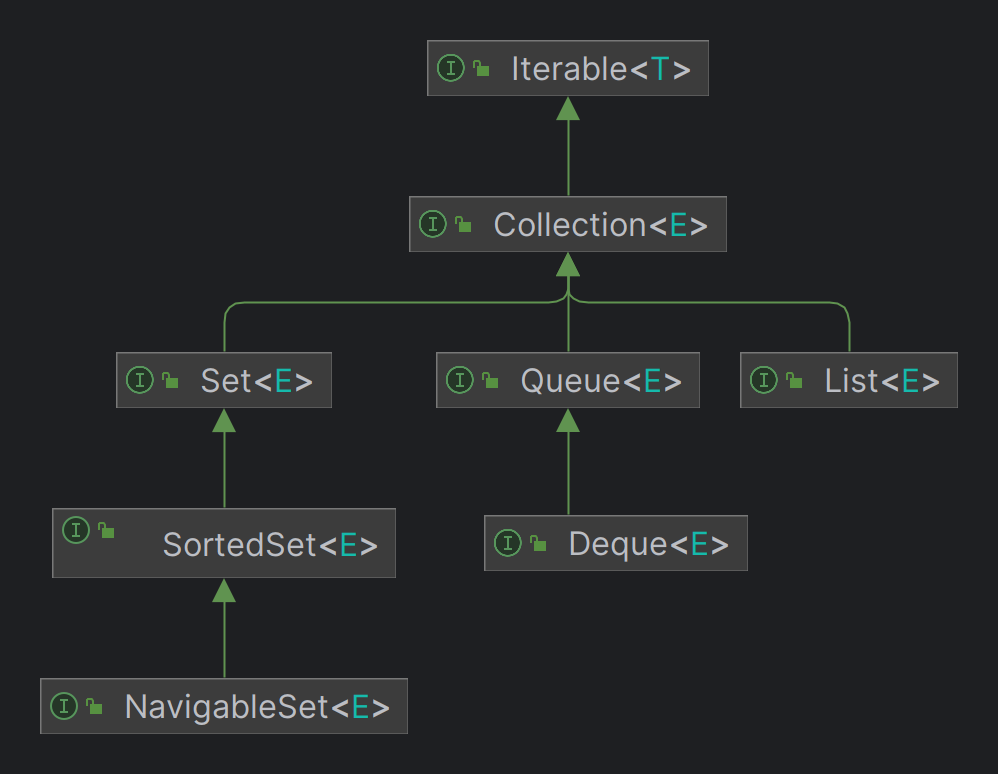 Iterable<T>
Collection<E>
Set<E>
Queue<E>
List<E>
SortedSet<E>
Deque<E>
NavigableSet<E>